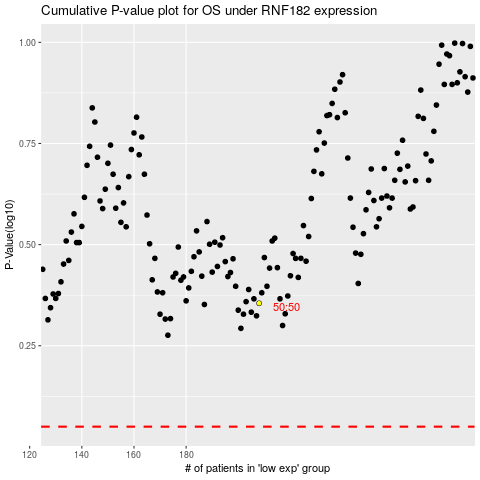 Cumulative P-value plot for OS under RNF182 expression
1.00
0.75
0.50
0.25
P-Value(log10)
50:50
120 140 160 180
# of patients in 'low exp' group